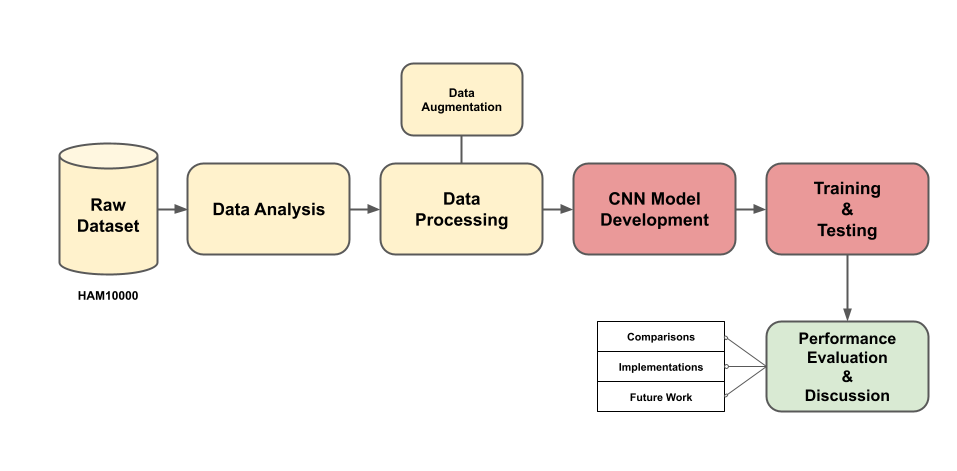 Data
Augmentation
Raw
Dataset
HAM10000
Data Analysis
Data
Processing
CNN Model
Development
Training
&
Testing
Performance
Evaluation
&
Discussion
Comparisons
Implementations
Future Work